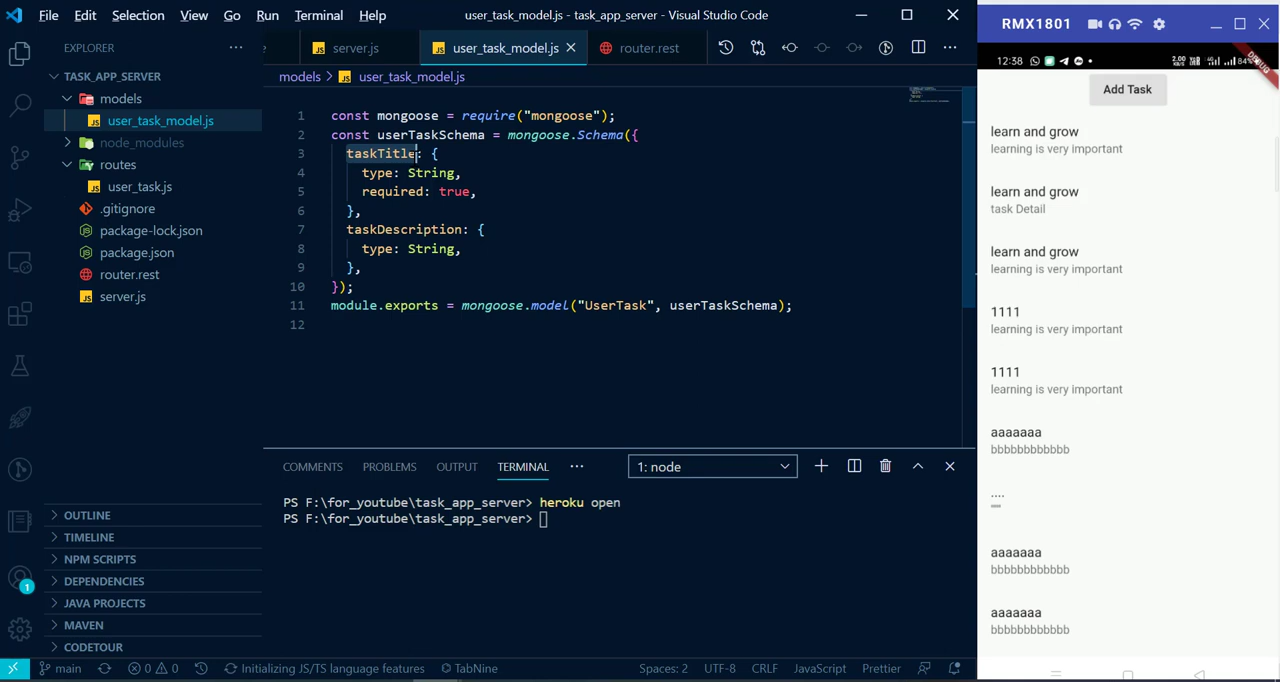 File Edit Selection View Go Run Terminal Help
user_task_model.js - task_app_server - Visual Studio Code
RMX1801
EXPLORER
TASK_APP_SERVER
models
user_task_model.js
node_modules
routes
user_task.js
.gitignore
package-lock.json
package.json
router.rest
server.js
OUTLINE
TIMELINE
NPM SCRIPTS
DEPENDENCIES
JAVA PROJECTS
MAVEN
CODETOUR
1
server.js user_task_model.js router.rest
models > user_task_model.js
1 const mongoose = require("mongoose");
2 const userTaskSchema = mongoose.Schema({
3 taskTitle: {
4 type: String,
5 required: true,
6 },
7 taskDescription: {
8 type: String,
9 },
10 });
11 module.exports = mongoose.model("UserTask", userTaskSchema);
12
COMMENTS PROBLEMS OUTPUT TERMINAL 1: node
PS F:\for_youtube\task_app_server> heroku open
PS F:\for_youtube\task_app_server>
main 0 0 Initializing JS/TS language features TabNine Spaces: 2 UTF-8 CRLF JavaScript Prettier
12:38 84%
DEBUG
Add Task
learn and grow
learning is very important
learn and grow
task Detail
learn and grow
learning is very important
1111
learning is very important
1111
learning is very important
aaaaaaa
bbbbbbbbbbbb
....
aaaaaaa
bbbbbbbbbbbb
aaaaaaa
bbbbbbbbbbbb